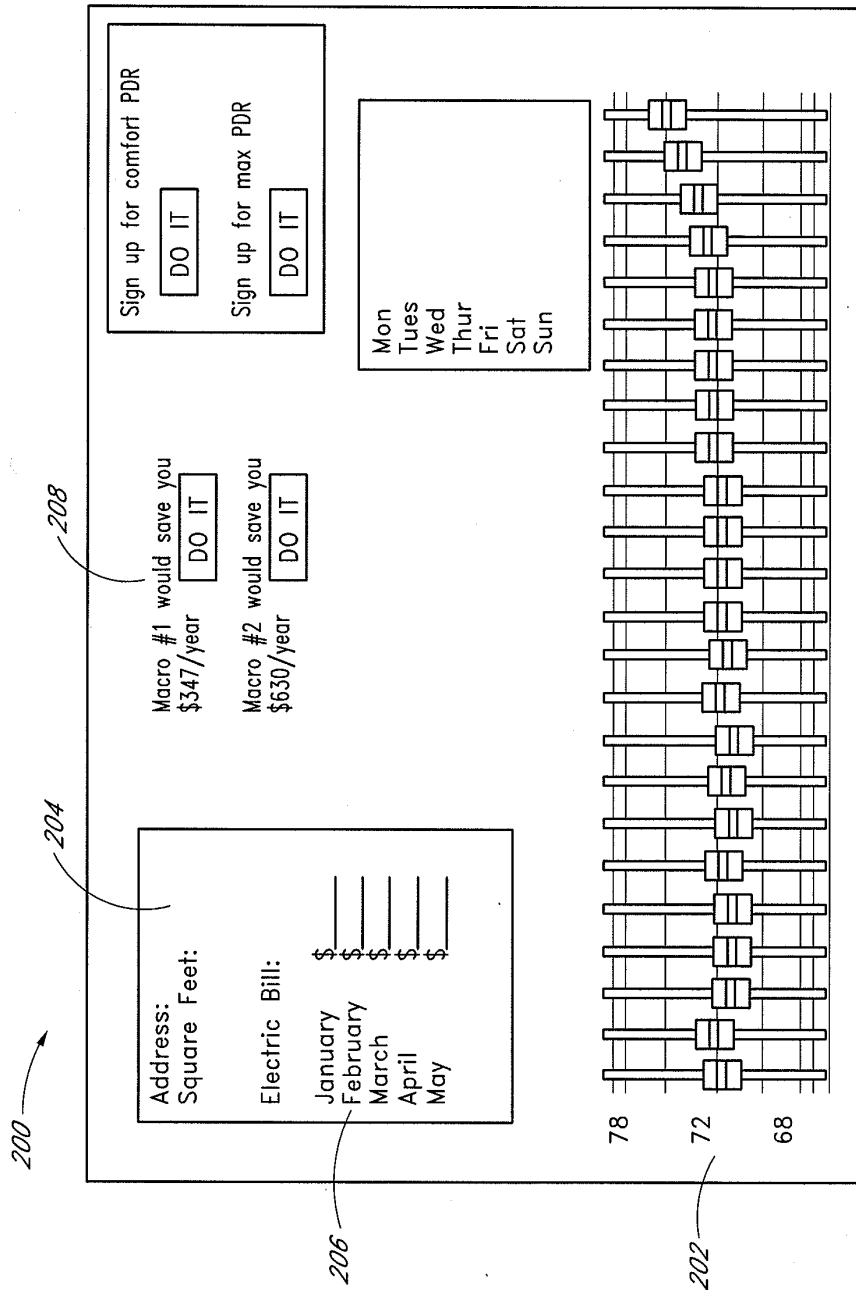 200
204
208
Address:
Square Feet:
Electric Bill:
January $
February $
March $
April $
May $
206
Macro #1 would save you
$347/year
DO IT
Macro #2 would save you
$630/year
DO IT
Sign up for comfort PDR
DO IT
Sign up for max PDR
DO IT
Mon
Tues
Wed
Thur
Fri
Sat
Sun
78
72
68
202